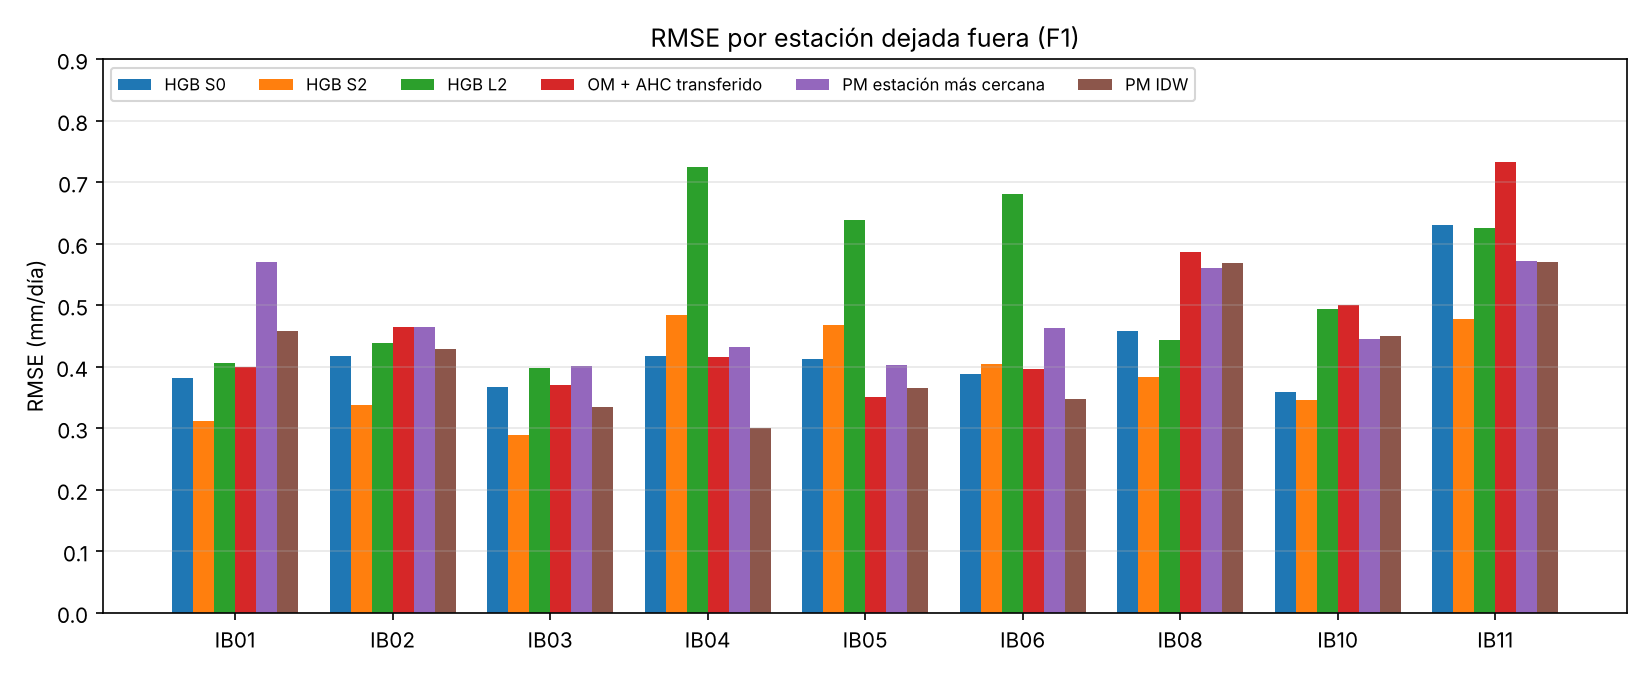 RMSE por estación dejada fuera (F1)
HGB S0 HGB S2 HGB L2 OM + AHC transferido PM estación más cercana PM IDW
RMSE (mm/día)
0.9
0.8
0.7
0.6
0.5
0.4
0.3
0.2
0.1
0.0
IB01 IB02 IB03 IB04 IB05 IB06 IB08 IB10 IB11